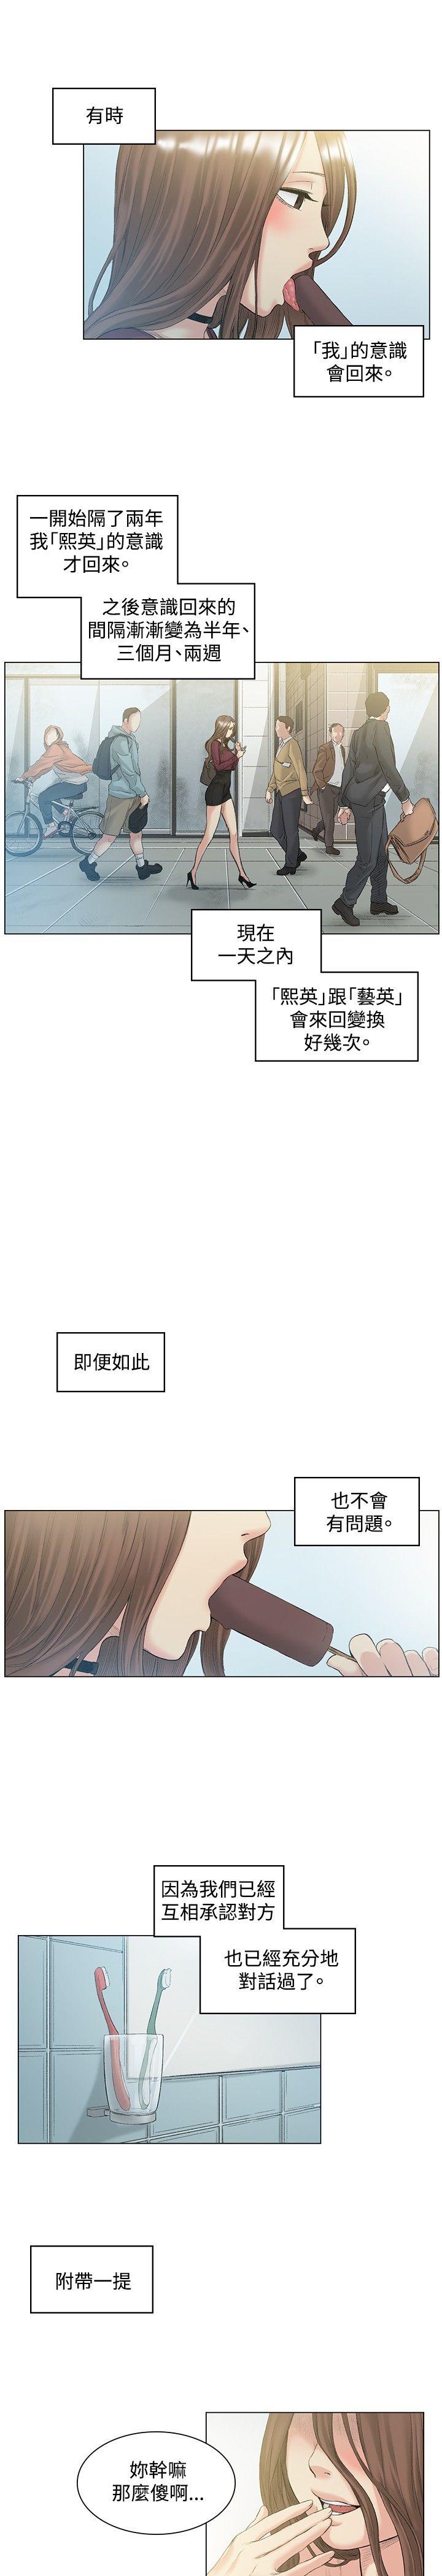 有時
「我」的意識
會回來。
一開始隔了兩年
我「熙英」的意識
才回來。
之後意識回來的
間隔漸漸變為半年、
三個月、兩週
現在
一天之內
「熙英」跟「藝英」
會來回變換
好幾次。
即便如此
也不會
有問題。
因為我們已經
互相承認對方
也已經充分地
對話過了。
附帶一提
妳幹嘛
那麼傻啊...